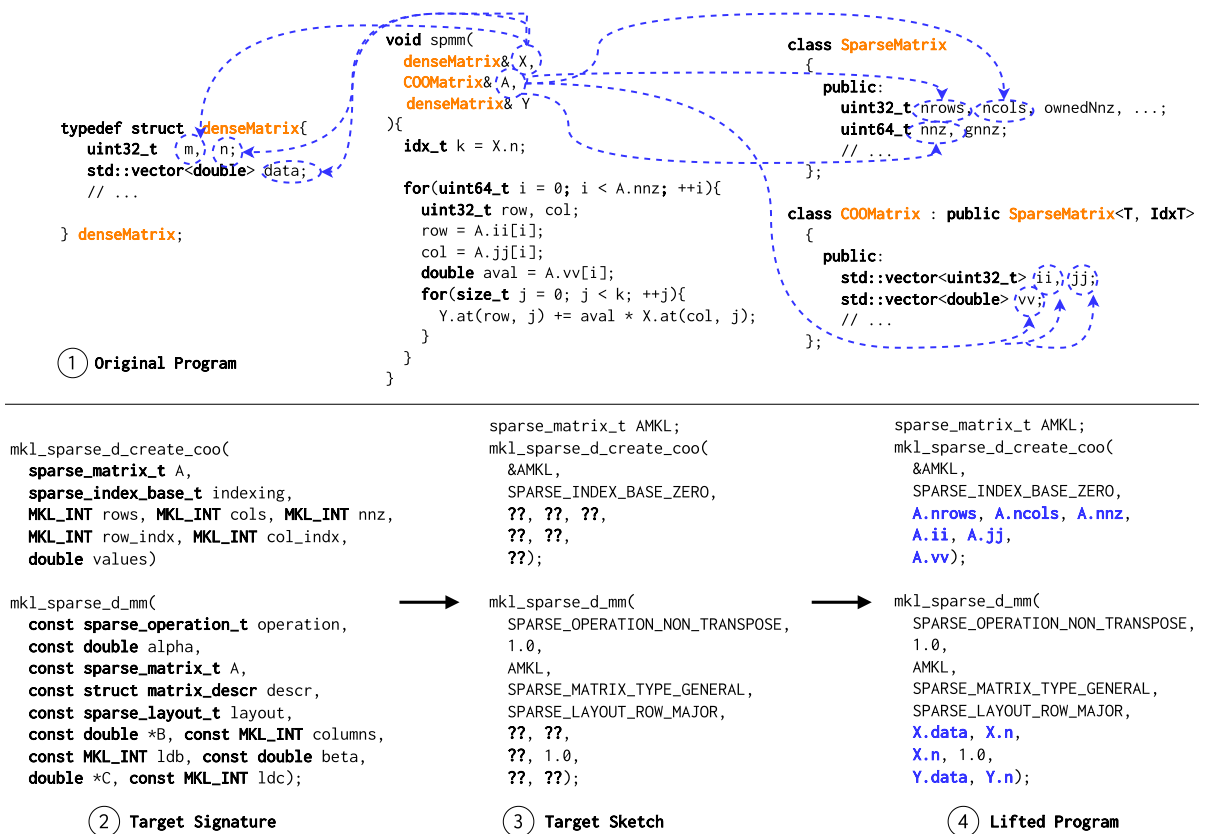 typedef struct denseMatrix{
uint32_t m, n;
std::vector<double> data;
// ...
} denseMatrix;
1 Original Program
void spmm(
denseMatrix& X,
COOMatrix& A,
denseMatrix& Y
){
idx_t k = X.n;
for(uint64_t i = 0; i < A.nnz; ++i){
uint32_t row, col;
row = A.ii[i];
col = A.jj[i];
double aval = A.vv[i];
for(size_t j = 0; j < k; ++j){
Y.at(row, j) += aval * X.at(col, j);
}
}
}
class SparseMatrix
{
public:
uint32_t nrows, ncols, ownedNnz, ...;
uint64_t nnz, gnnz;
// ...
};
class COOMatrix : public SparseMatrix<T, IdxT>
{
public:
std::vector<uint32_t> ii, jj;
std::vector<double> vv;
// ...
};
mkl_sparse_d_create_coo(
sparse_matrix_t A,
sparse_index_base_t indexing,
MKL_INT rows, MKL_INT cols, MKL_INT nnz,
MKL_INT row_indx, MKL_INT col_indx,
double values)
mkl_sparse_d_mm(
const sparse_operation_t operation,
const double alpha,
const sparse_matrix_t A,
const struct matrix_descr descr,
const sparse_layout_t layout,
const double *B, const MKL_INT columns,
const MKL_INT ldb, const double beta,
double *C, const MKL_INT ldc);
2 Target Signature
sparse_matrix_t AMKL;
mkl_sparse_d_create_coo(
&AMKL,
SPARSE_INDEX_BASE_ZERO,
??, ??, ??,
??, ??,
??);
mkl_sparse_d_mm(
SPARSE_OPERATION_NON_TRANSPOSE,
1.0,
AMKL,
SPARSE_MATRIX_TYPE_GENERAL,
SPARSE_LAYOUT_ROW_MAJOR,
??, ??,
??, 1.0,
??, ??);
3 Target Sketch
sparse_matrix_t AMKL;
mkl_sparse_d_create_coo(
&AMKL,
SPARSE_INDEX_BASE_ZERO,
A.nrows, A.ncols, A.nnz,
A.ii, A.jj,
A.vv);
mkl_sparse_d_mm(
SPARSE_OPERATION_NON_TRANSPOSE,
1.0,
AMKL,
SPARSE_MATRIX_TYPE_GENERAL,
SPARSE_LAYOUT_ROW_MAJOR,
X.data, X.n,
X.n, 1.0,
Y.data, Y.n);
4 Lifted Program